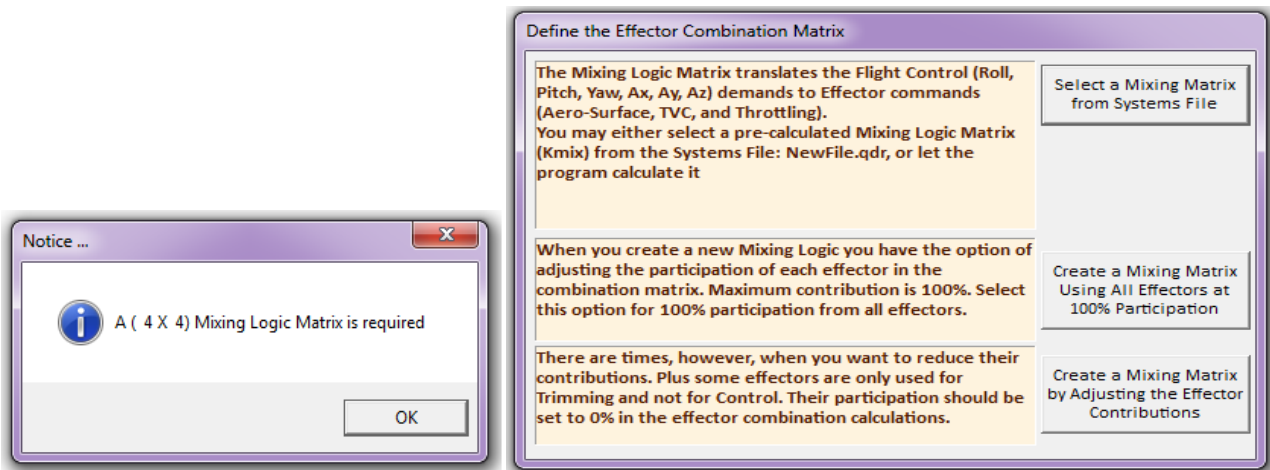 Notice ...
A ( 4 X 4) Mixing Logic Matrix is required
OK
Define the Effector Combination Matrix
The Mixing Logic Matrix translates the Flight Control (Roll,
Pitch, Yaw, Ax, Ay, Az) demands to Effector commands
(Aero-Surface, TVC, and Throttling).
You may either select a pre-calculated Mixing Logic Matrix
(Kmix) from the Systems File: NewFile.qdr, or let the
program calculate it
Select a Mixing Matrix
from Systems File
When you create a new Mixing Logic you have the option of
adjusting the participation of each effector in the
combination matrix. Maximum contribution is 100%. Select
this option for 100% participation from all effectors.
Create a Mixing Matrix
Using All Effectors at
100% Participation
There are times, however, when you want to reduce their
contributions. Plus some effectors are only used for
Trimming and not for Control. Their participation should be
set to 0% in the effector combination calculations.
Create a Mixing Matrix
by Adjusting the Effector
Contributions